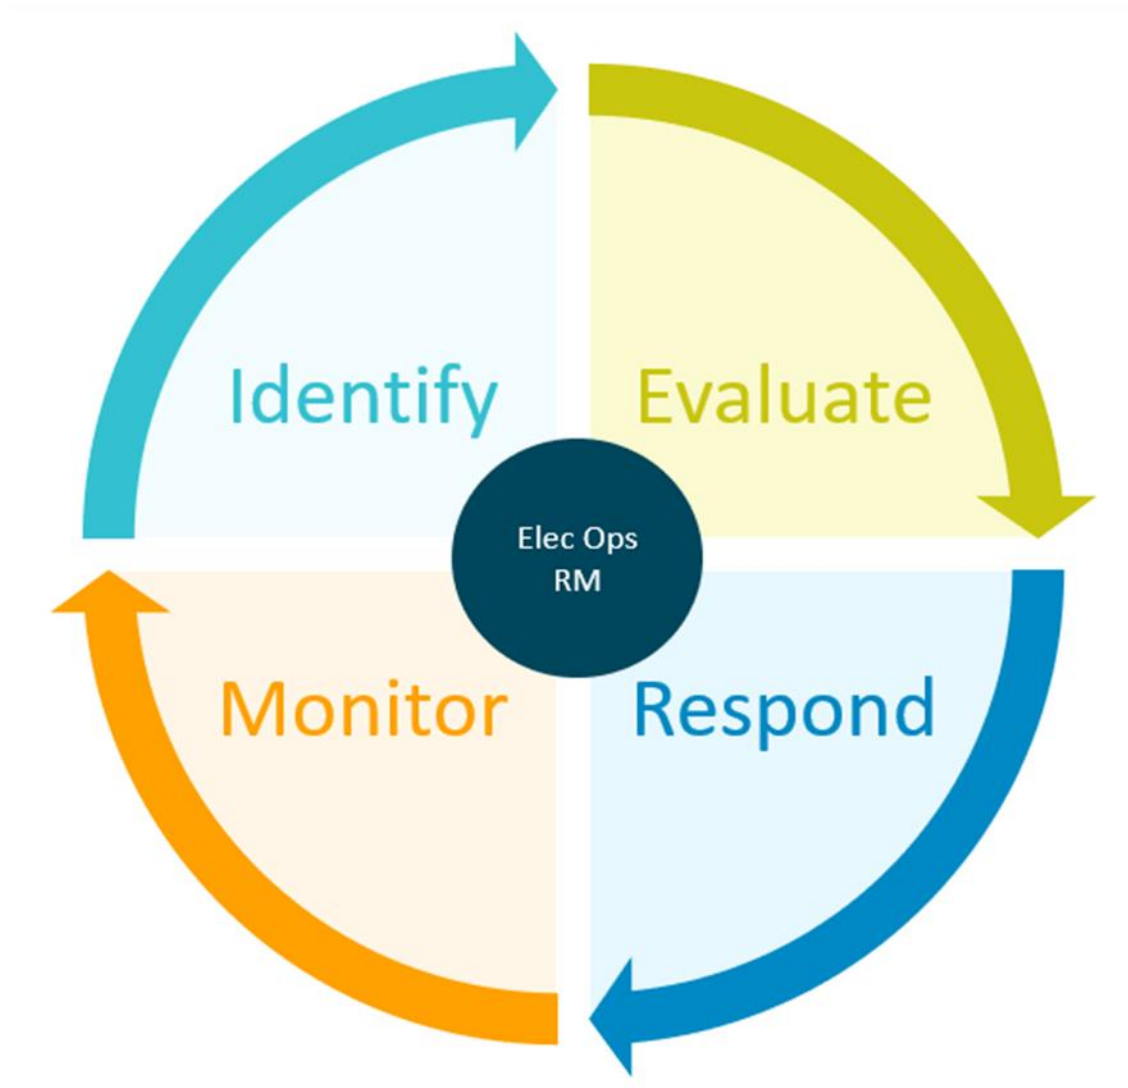 Identify
Evaluate
Elec Ops
RM
Monitor
Respond